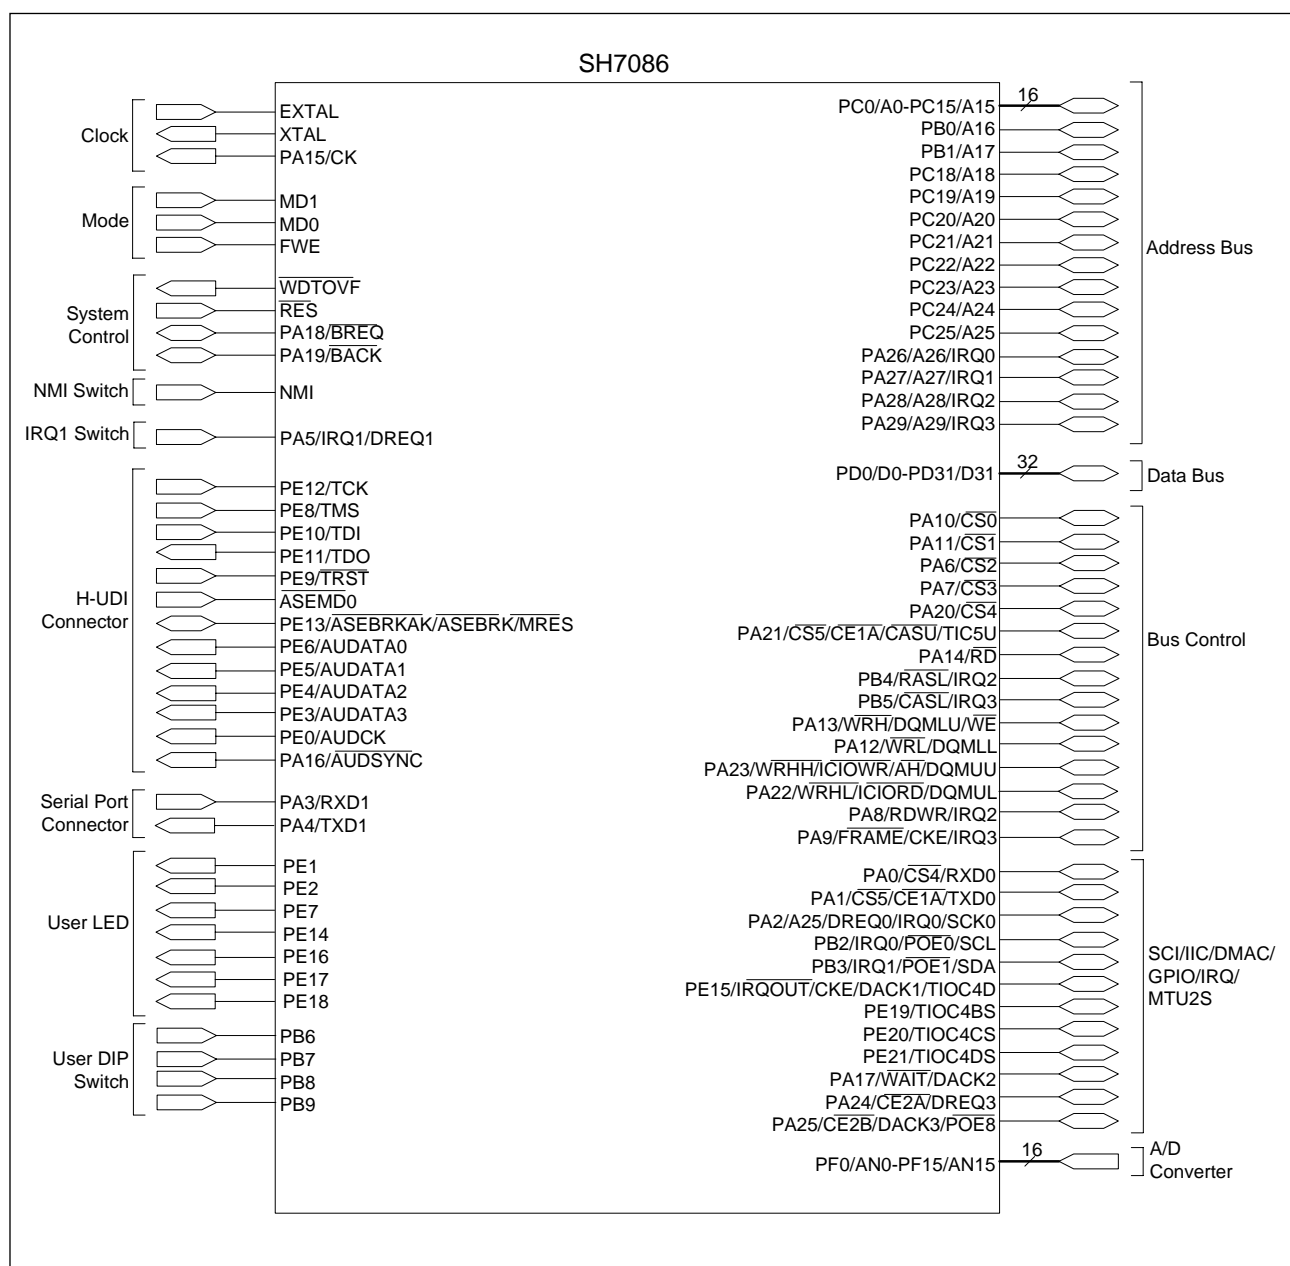 SH7086
Clock
EXTAL
XTAL
PA15/CK
Mode
MD1
MD0
FWE
System
Control
WDTOVF
RES
PA18/BREQ
PA19/BACK
NMI Switch
NMI
IRQ1 Switch
PA5/IRQ1/DREQ1
H-UDI
Connector
PE12/TCK
PE8/TMS
PE10/TDI
PE11/TDO
PE9/TRST
ASEMD0
PE13/ASEBRKAK/ASEBRK/MRES
PE6/AUDATA0
PE5/AUDATA1
PE4/AUDATA2
PE3/AUDATA3
PE0/AUDCK
PA16/AUDSYNC
Serial Port
Connector
PA3/RXD1
PA4/TXD1
User LED
PE1
PE2
PE7
PE14
PE16
PE17
PE18
User DIP
Switch
PB6
PB7
PB8
PB9
PC0/A0-PC15/A15
16
PB0/A16
PB1/A17
PC18/A18
PC19/A19
PC20/A20
PC21/A21
PC22/A22
PC23/A23
PC24/A24
PC25/A25
PA26/A26/IRQ0
PA27/A27/IRQ1
PA28/A28/IRQ2
PA29/A29/IRQ3
Address Bus
PD0/D0-PD31/D31
32
Data Bus
PA10/CS0
PA11/CS1
PA6/CS2
PA7/CS3
PA20/CS4
PA21/CS5/CE1A/CASU/TIC5U
PA14/RD
PB4/RASL/IRQ2
PB5/CASL/IRQ3
PA13/WRH/DQMLU/WE
PA12/WRL/DQMLL
PA23/WRHH/ICIOWR/AH/DQMUU
PA22/WRHL/ICIORD/DQMUL
PA8/RDWR/IRQ2
PA9/FRAME/CKE/IRQ3
Bus Control
PA0/CS4/RXD0
PA1/CS5/CE1A/TXD0
PA2/A25/DREQ0/IRQ0/SCK0
PB2/IRQ0/POE0/SCL
PB3/IRQ1/POE1/SDA
PE15/IRQOUT/CKE/DACK1/TIOC4D
PE19/TIOC4BS
PE20/TIOC4CS
PE21/TIOC4DS
PA17/WAIT/DACK2
PA24/CE2A/DREQ3
PA25/CE2B/DACK3/POE8
SCI/IIC/DMAC/
GPIO/IRQ/
MTU2S
PF0/AN0-PF15/AN15
16
A/D
Converter